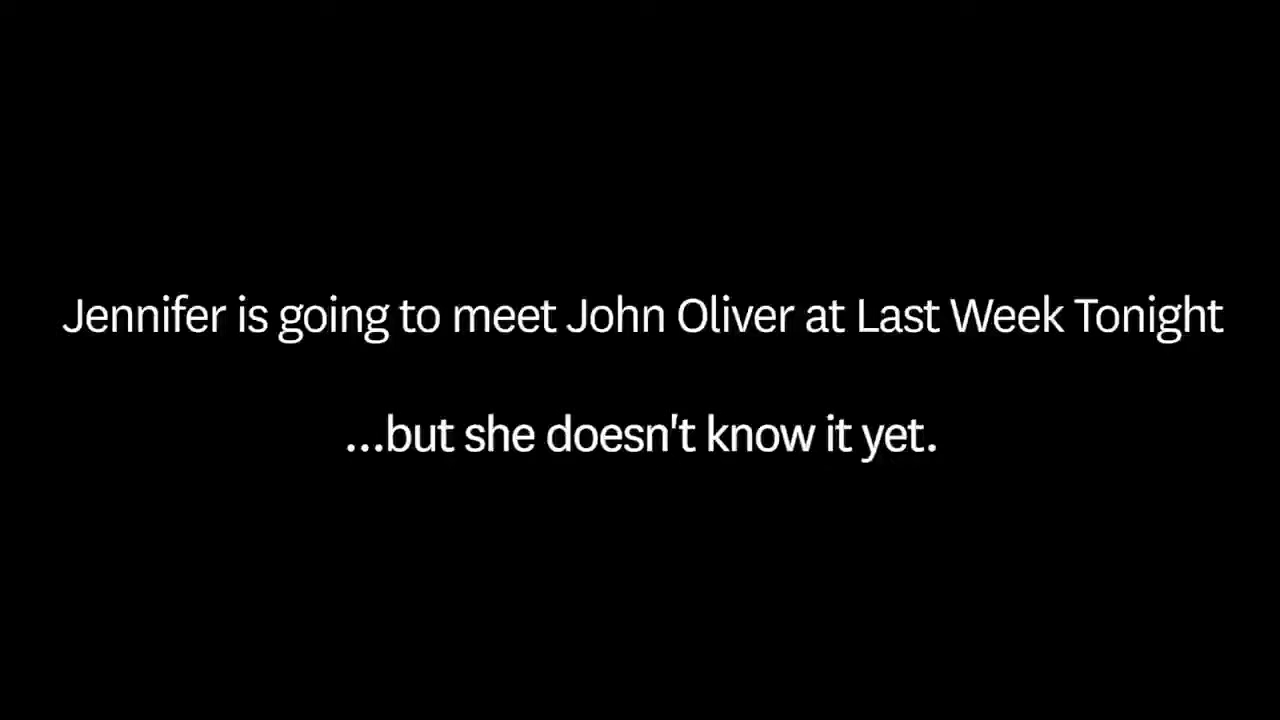 Jennifer is going to meet John Oliver at Last Week Tonight
...but she doesn't know it yet.